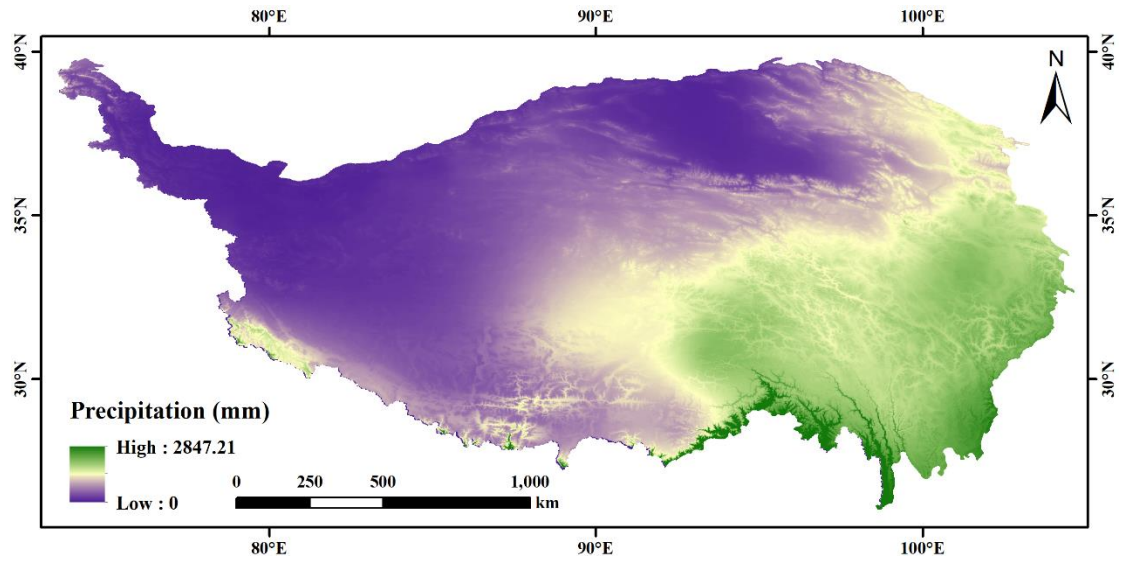 80°E 90°E 100°E
40°N 40°N
N
35°N 35°N
30°N 30°N
Precipitation (mm)
High : 2847.21
Low : 0
0 250 500 1,000
km
80°E 90°E 100°E